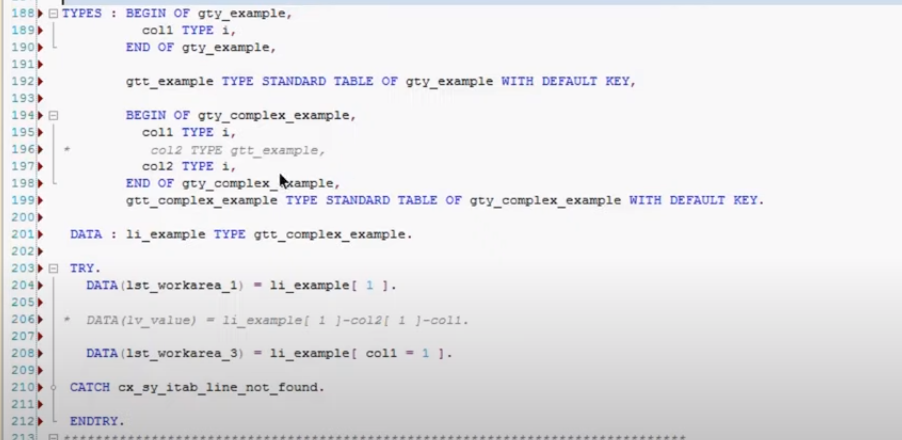 188 TYPES : BEGIN OF gty_example,
189 col1 TYPE i,
190 END OF gty_example,
191
192 gtt_example TYPE STANDARD TABLE OF gty_example WITH DEFAULT KEY,
193
194 BEGIN OF gty_complex_example,
195 col1 TYPE i,
196 * col2 TYPE gtt_example,
197 col2 TYPE i,
198 END OF gty_complex_example,
199 gtt_complex_example TYPE STANDARD TABLE OF gty_complex_example WITH DEFAULT KEY.
200
201 DATA : li_example TYPE gtt_complex_example.
202
203 TRY.
204 DATA(lst_workarea_1) = li_example[ 1 ].
205
206 * DATA(lv_value) = li_example[ 1 ]-col2[ 1 ]-col1.
207
208 DATA(lst_workarea_3) = li_example[ col1 = 1 ].
209
210 CATCH cx_sy_itab_line_not_found.
211
212 ENDTRY.
213 ******************************************************************************